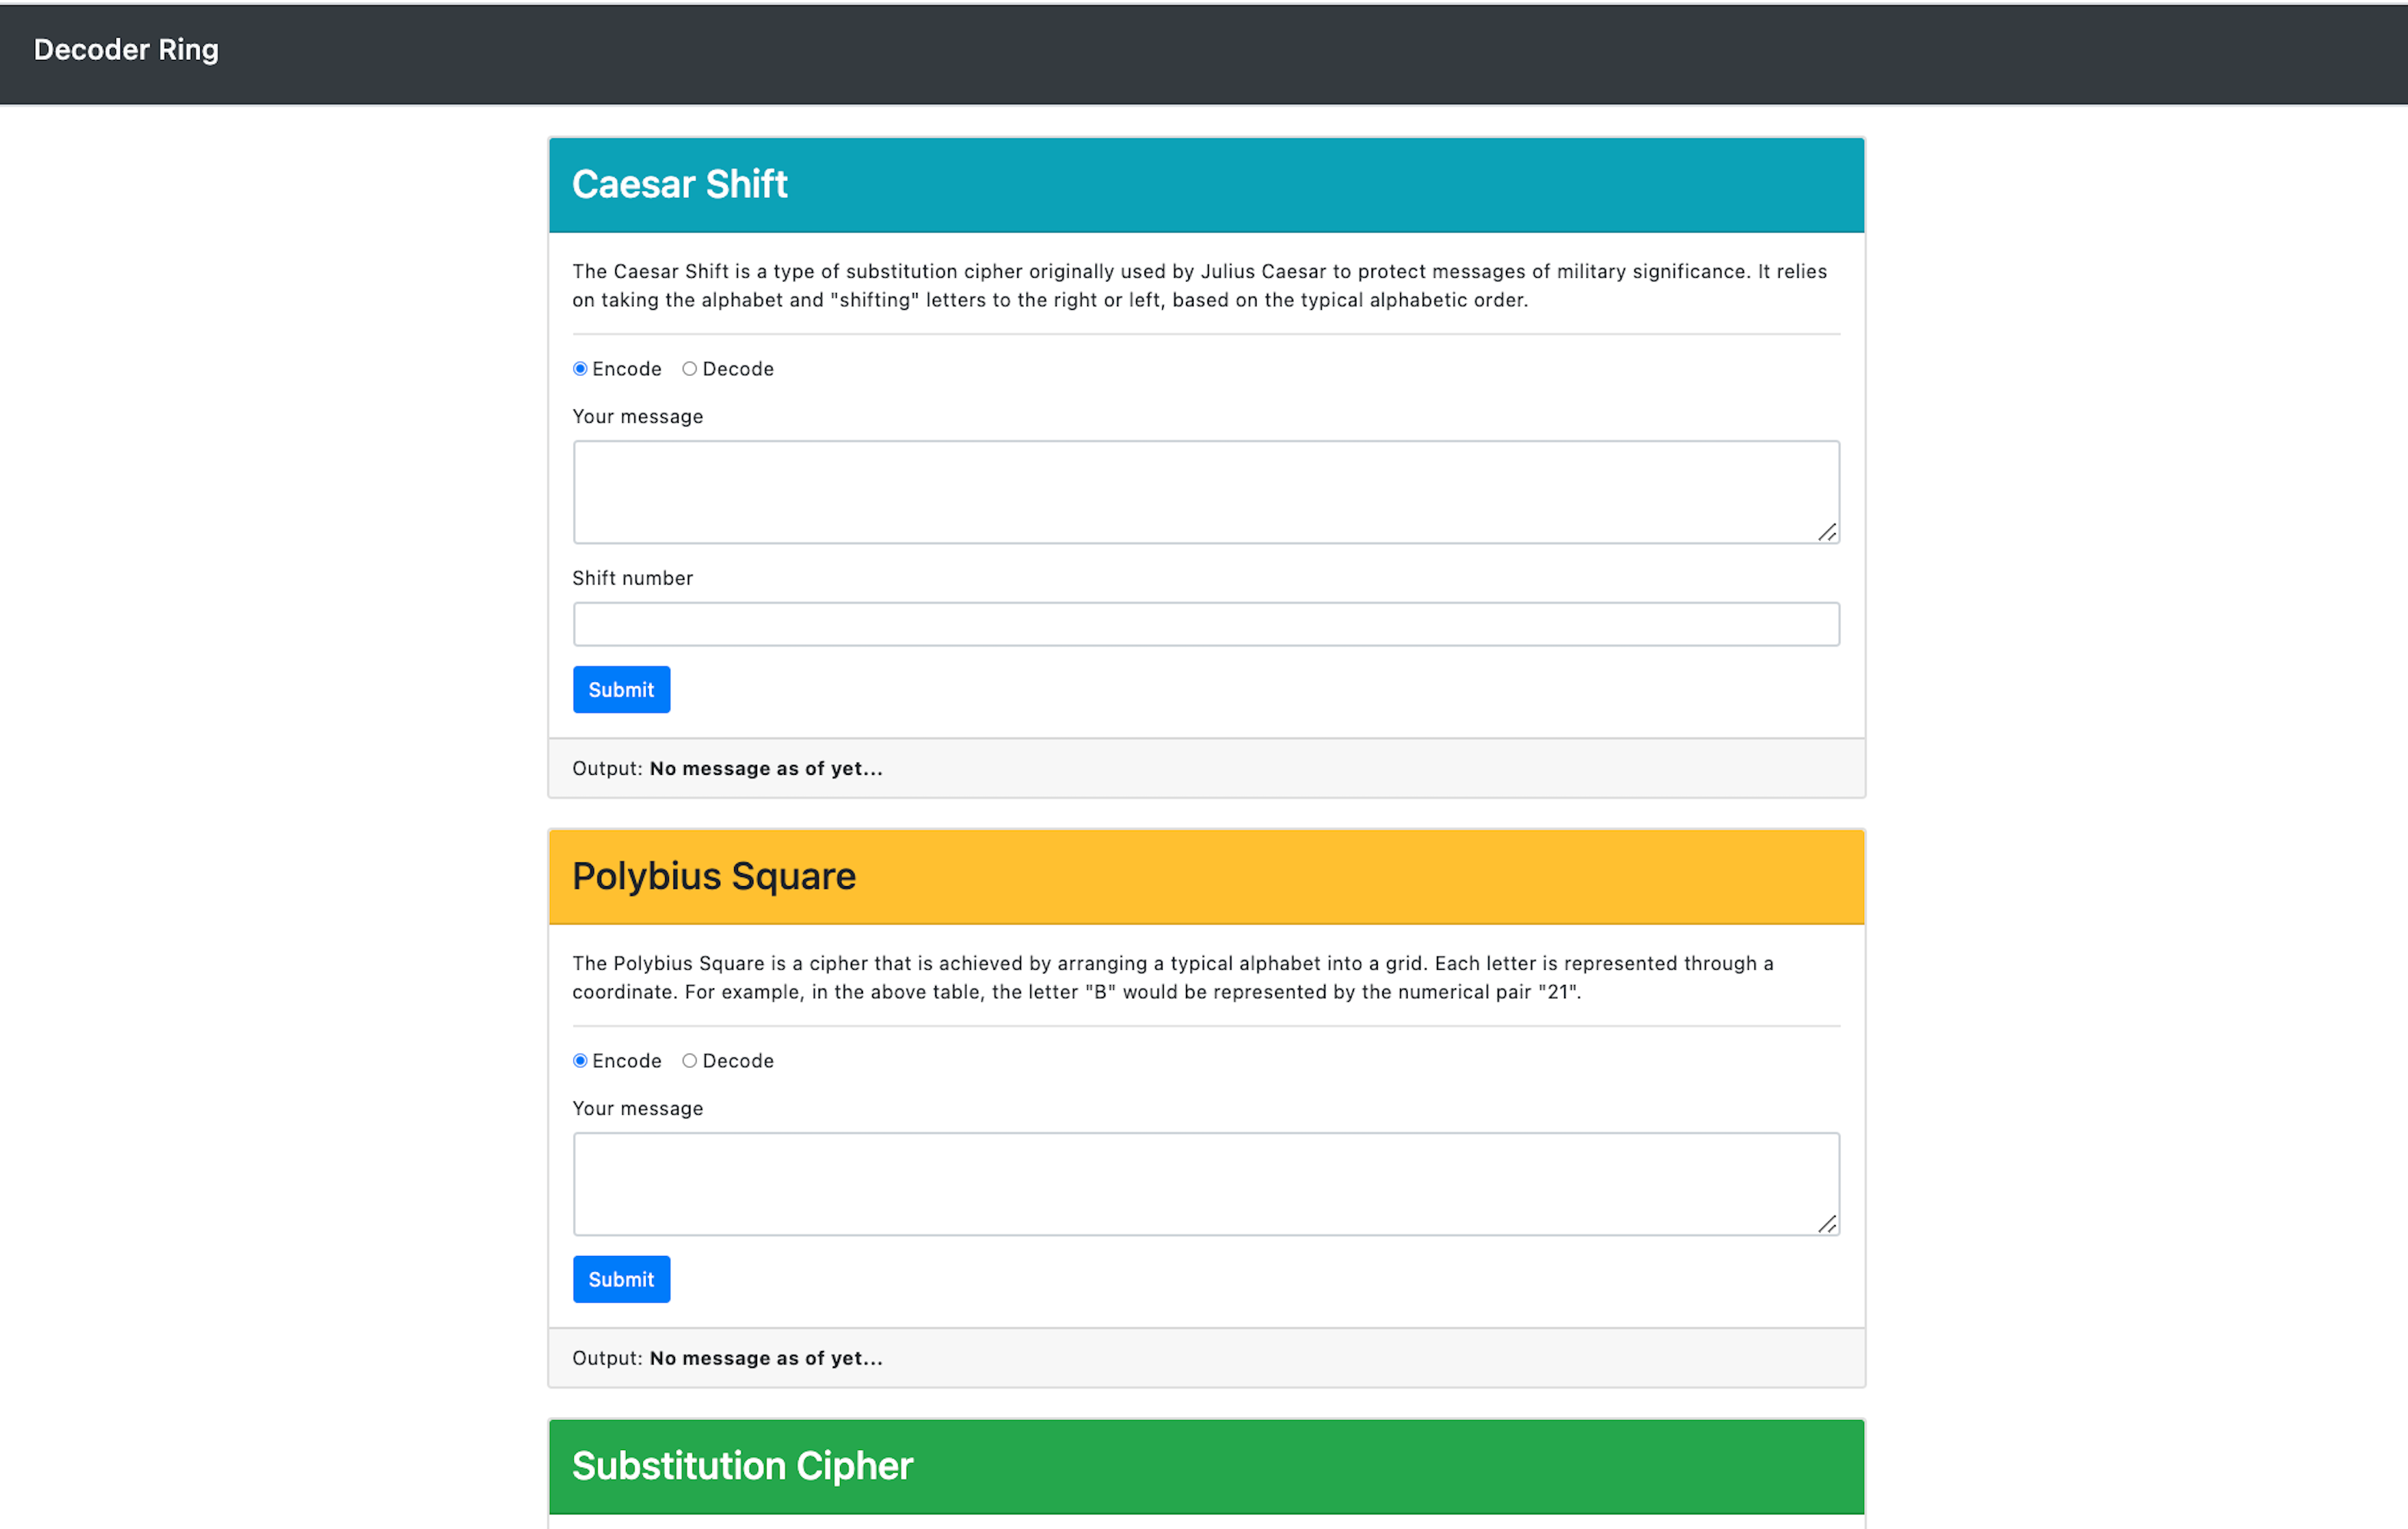 Decoder Ring
Caesar Shift
The Caesar Shift is a type of substitution cipher originally used by Julius Caesar to protect messages of military significance. It relies
on taking the alphabet and "shifting" letters to the right or left, based on the typical alphabetic order.
Encode Decode
Your message
Shift number
Submit
Output: No message as of yet...
Polybius Square
The Polybius Square is a cipher that is achieved by arranging a typical alphabet into a grid. Each letter is represented through a
coordinate. For example, in the above table, the letter "B" would be represented by the numerical pair "21".
Encode Decode
Your message
Submit
Output: No message as of yet...
Substitution Cipher